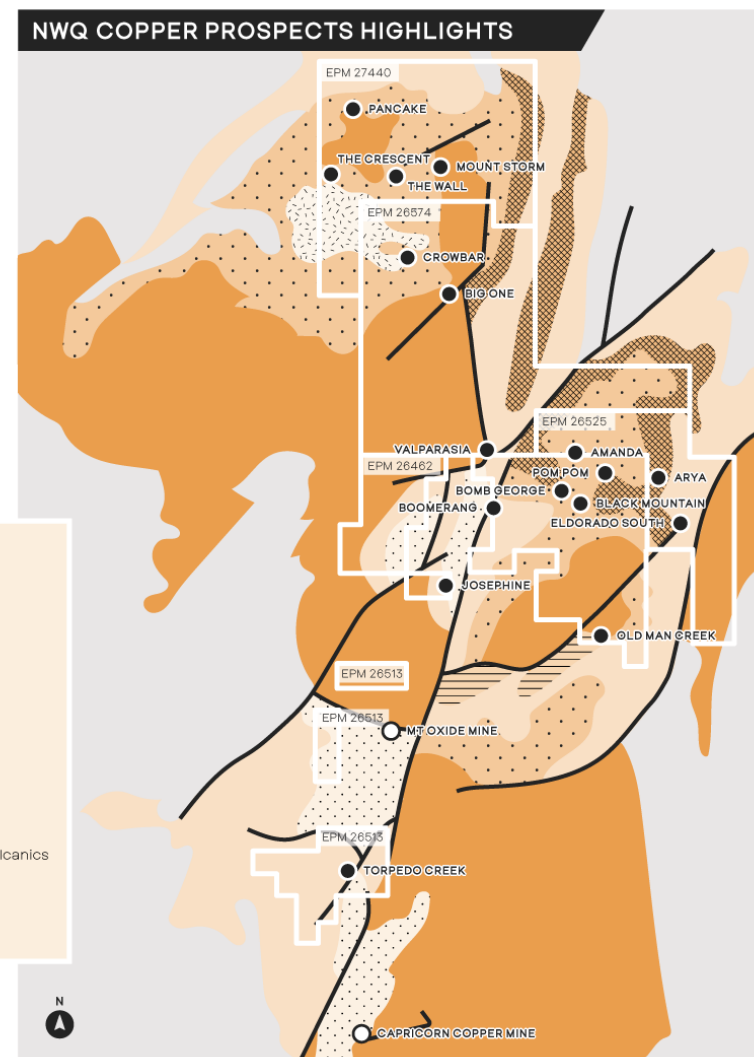 NWQ COPPER PROSPECTS HIGHLIGHTS
EPM 27440
PANCAKE
THE CRESCENT
MOUNT STORM
THE WALL
EPM 26574
CROWBAR
BIG ONE
EPM 26525
VALPARASIA
AMANDA
EPM 26462
POM POM
ARYA
BOMB GEORGE
BLACK MOUNTAIN
BOOMERANG
ELDORADO SOUTH
JOSEPHINE
OLD MAN CREEK
EPM 26513
EPM 26513
MT OXIDE MINE
EPM 26513
lcanics
TORPEDO CREEK
N
CAPRICORN COPPER MINE